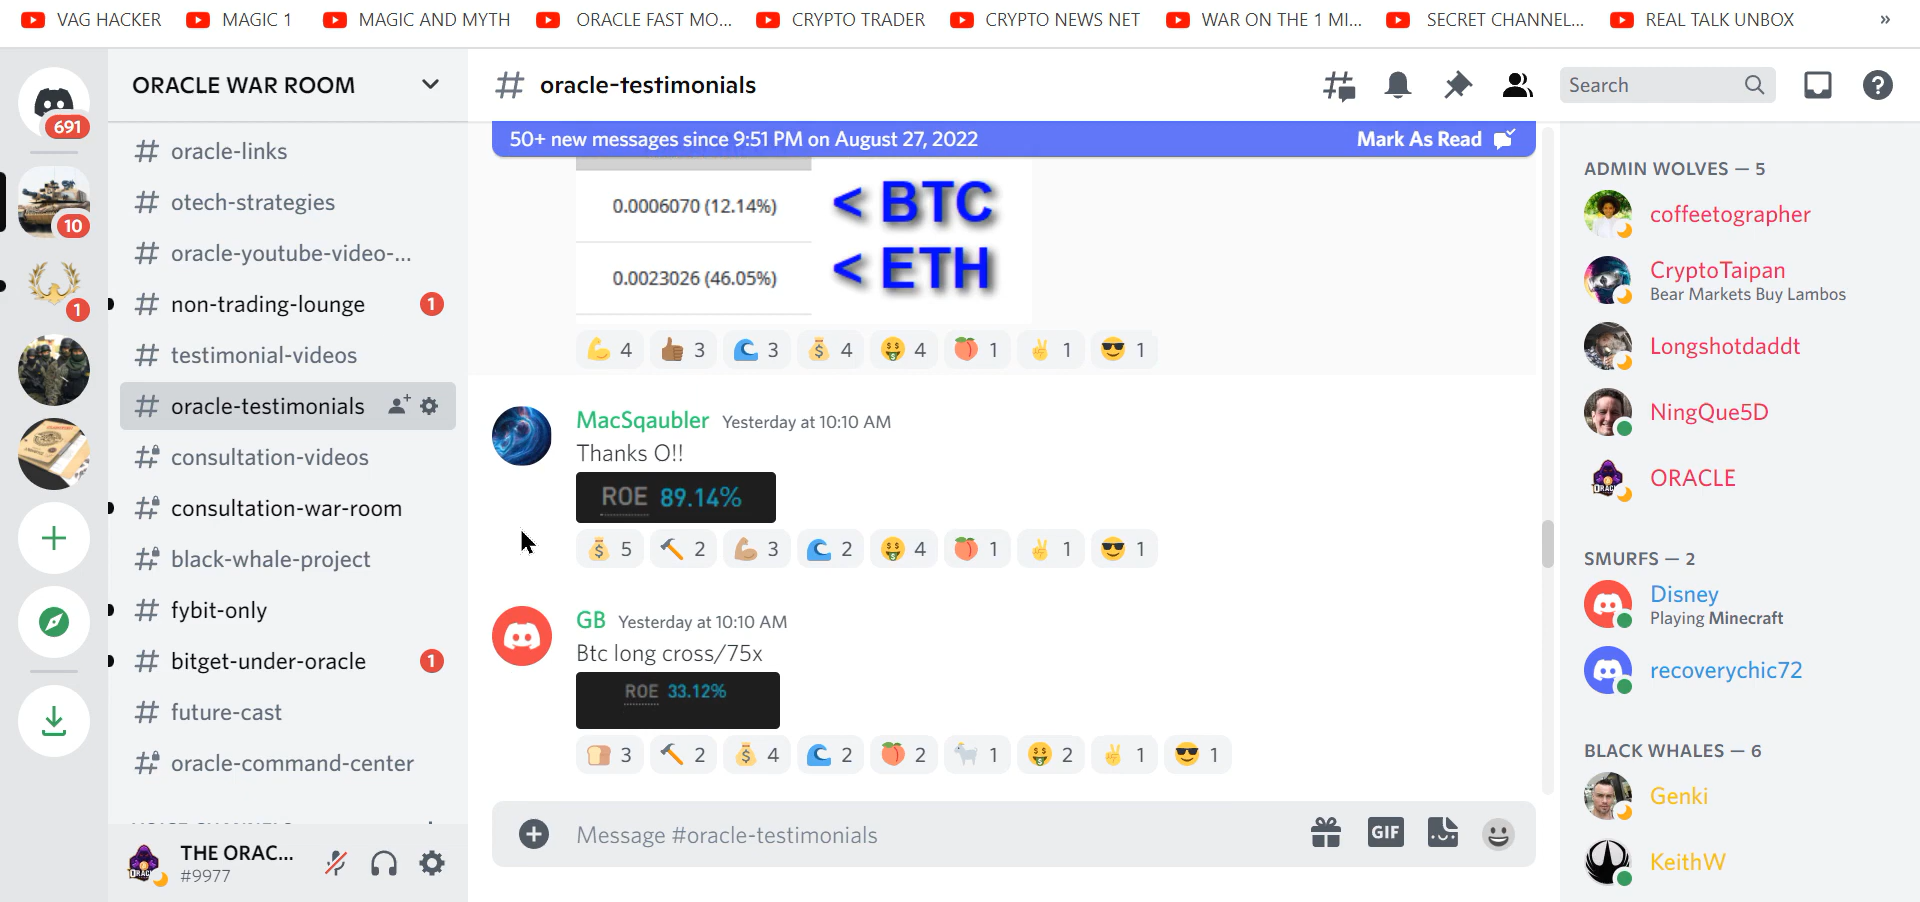 VAG HACKER
MAGIC 1
MAGIC AND MYTH
ORACLE FAST MO...
CRYPTO TRADER
CRYPTO NEWS NET
WAR ON THE 1 MI...
SECRET CHANNEL...
REAL TALK UNBOX
»
691
10
1
ORACLE WAR ROOM
# oracle-links
# otech-strategies
# oracle-youtube-video-...
# non-trading-lounge 1
# testimonial-videos
# oracle-testimonials
# consultation-videos
# consultation-war-room
# black-whale-project
# fybit-only
# bitget-under-oracle 1
# future-cast
# oracle-command-center
THE ORAC...
#9977
# oracle-testimonials
Search
50+ new messages since 9:51 PM on August 27, 2022 Mark As Read
0.0006070 (12.14%) < BTC
0.0023026 (46.05%) < ETH
4 3 3 4 4 1 1 1
MacSqaubler Yesterday at 10:10 AM
Thanks O!!
ROE 89.14%
5 2 3 2 4 1 1 1
GB Yesterday at 10:10 AM
Btc long cross/75x
ROE 33.12%
3 2 4 2 2 1 2 1 1
Message #oracle-testimonials
GIF
ADMIN WOLVES — 5
coffeetographer
CryptoTaipan
Bear Markets Buy Lambos
Longshotdaddt
NingQue5D
ORACLE
SMURFS — 2
Disney
Playing Minecraft
recoverychic72
BLACK WHALES — 6
Genki
KeithW